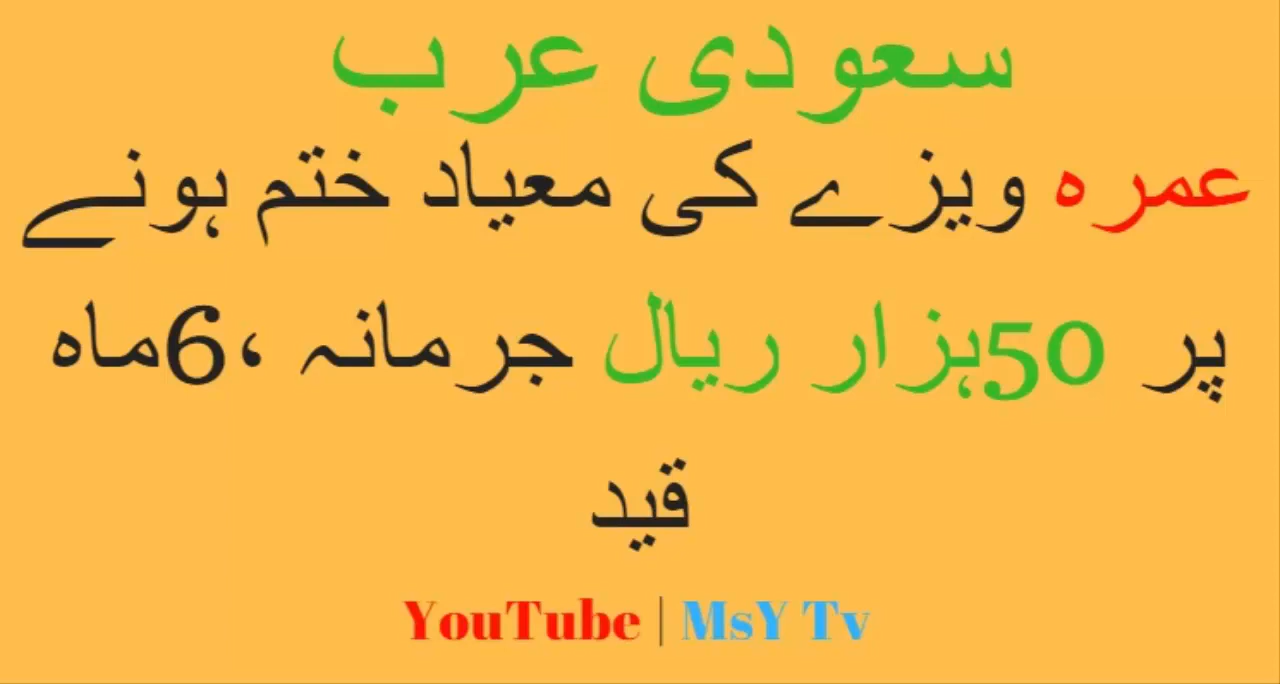 سعودی عرب
عمرہ ویزے کی معیاد ختم ہونے
پر 50ہزار ریال جرمانہ ،6ماہ
قید
YouTube | MsY Tv